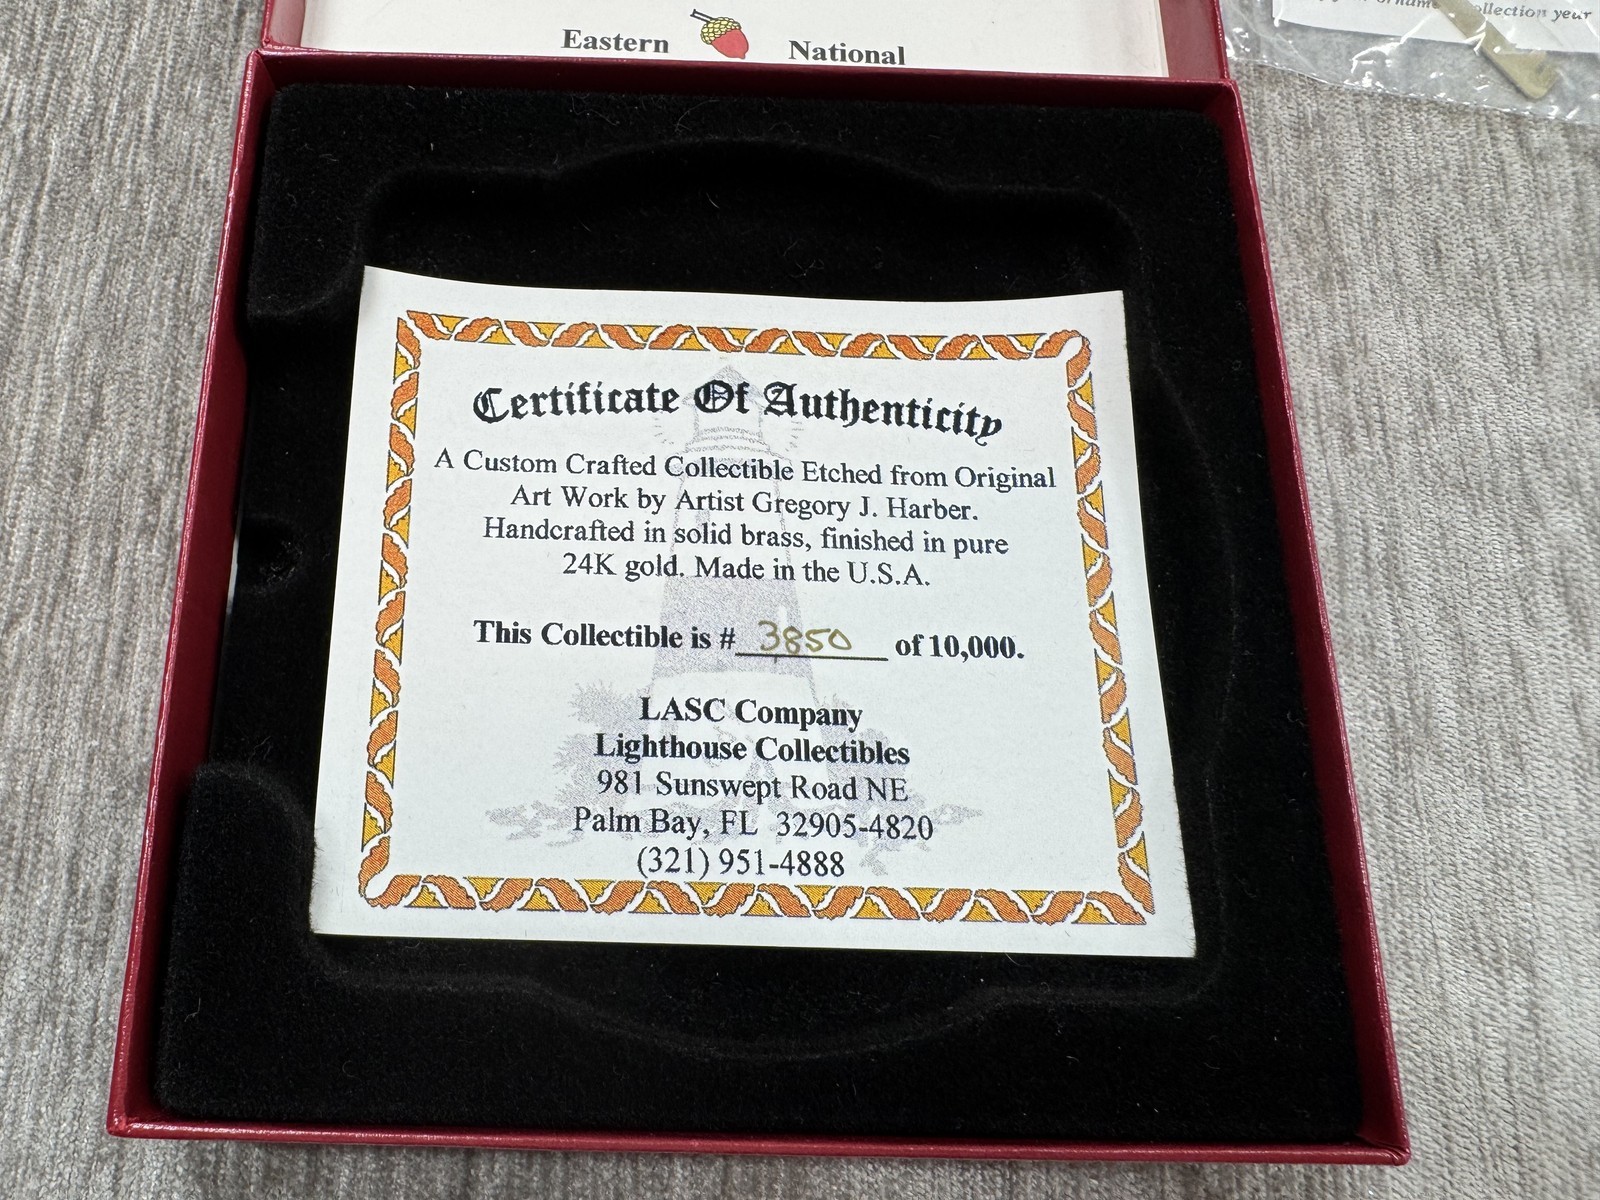 Eastern National
ollection year
Certificate Of Authenticity
A Custom Crafted Collectible Etched from Original
Art Work by Artist Gregory J. Harber.
Handcrafted in solid brass, finished in pure
24K gold. Made in the U.S.A.
This Collectible is # 3850 of 10,000.
LASC Company
Lighthouse Collectibles
981 Sunswept Road NE
Palm Bay, FL 32905-4820
(321) 951-4888